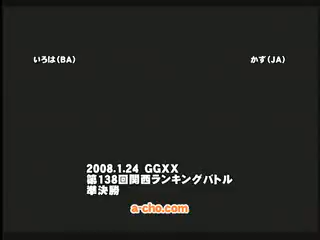 いろは(BA)
かず(JA)
2008.1.24 GGXX
第138回関西ランキングバトル
準決勝
a-cho.com